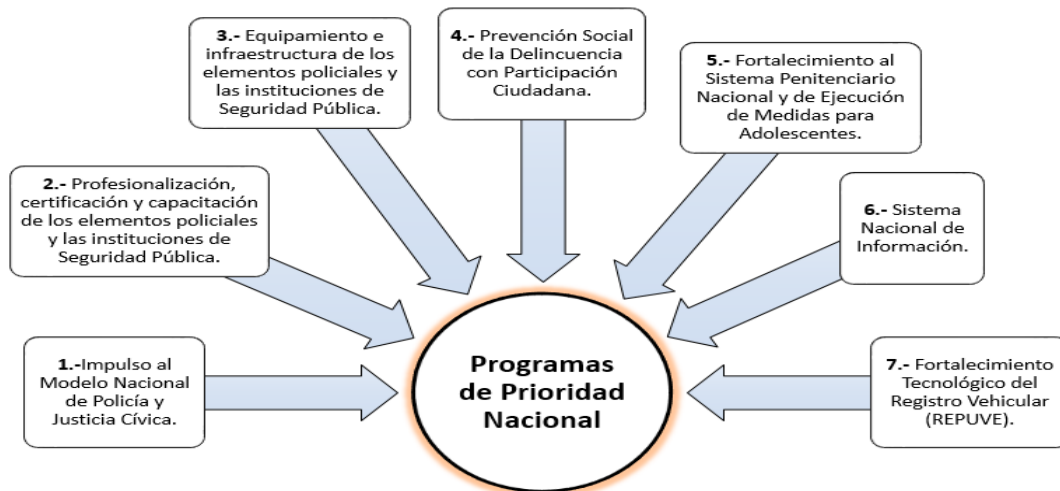 1.-Impulso al
Modelo Nacional
de Policía y
Justicia Cívica.
2.- Profesionalización,
certificación y capacitación
de los elementos policiales
y las instituciones de
Seguridad Pública.
3.- Equipamiento e
infraestructura de los
elementos policiales y
las instituciones de
Seguridad Pública.
4.- Prevención Social
de la Delincuencia
con Participación
Ciudadana.
5.- Fortalecimiento al
Sistema Penitenciario
Nacional y de Ejecución
de Medidas para
Adolescentes.
6.- Sistema
Nacional de
Información.
7.- Fortalecimiento
Tecnológico del
Registro Vehicular
(REPUVE).
Programas
de Prioridad
Nacional